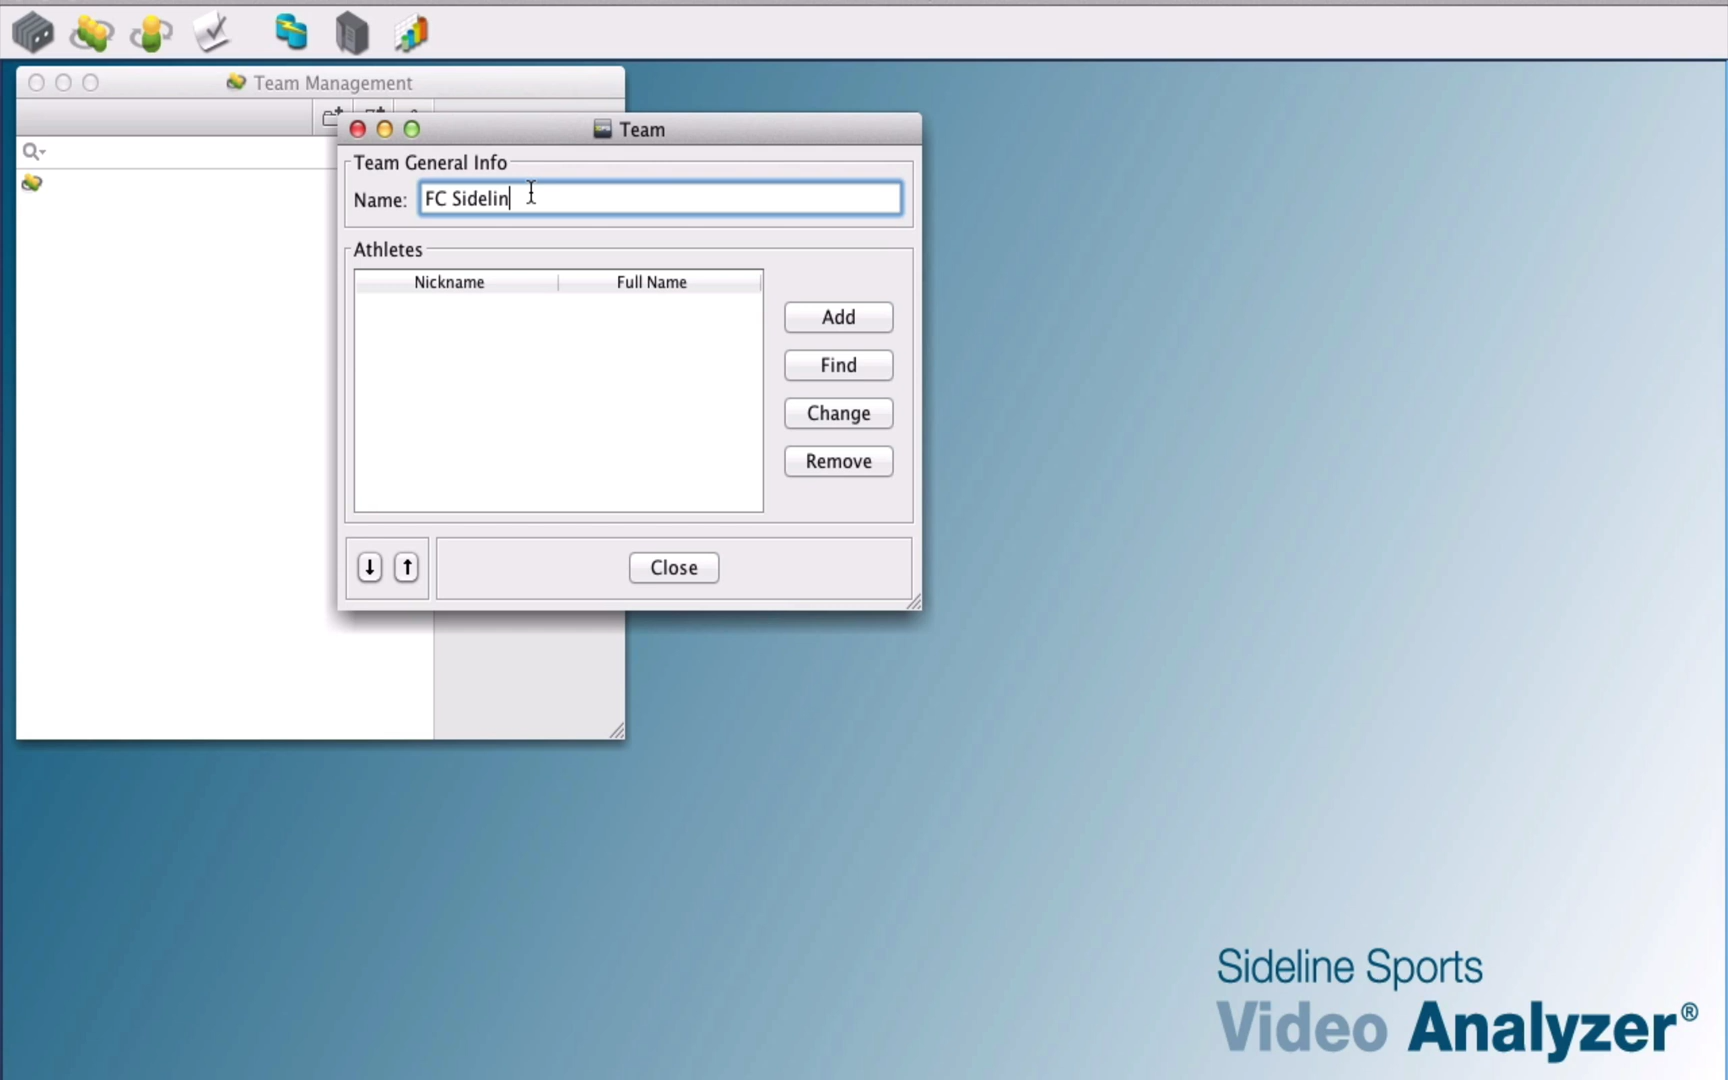 Team Management
Team
Team General Info
Name: FC Sidelin
Athletes
Nickname Full Name
Add
Find
Change
Remove
Close
Sideline Sports
Video Analyzer®